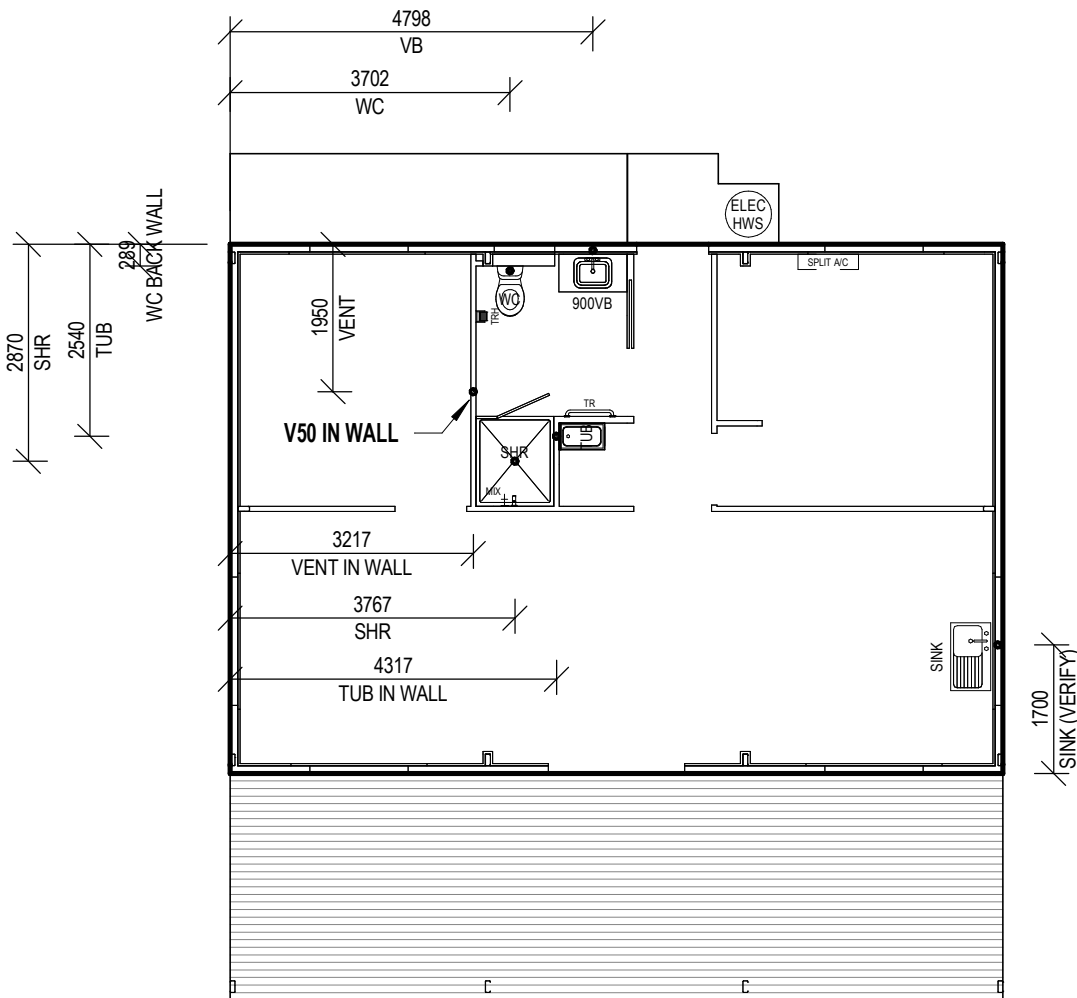 4798
VB
3702
WC
ELEC
HWS
289
WC BACK WALL
2870
SHR
2540
TUB
1950
VENT
WC
TRH
900VB
SPLIT A/C
V50 IN WALL
TR
TUB
SHR
MIX
3217
VENT IN WALL
3767
SHR
4317
TUB IN WALL
SINK
1700
SINK (VERIFY)